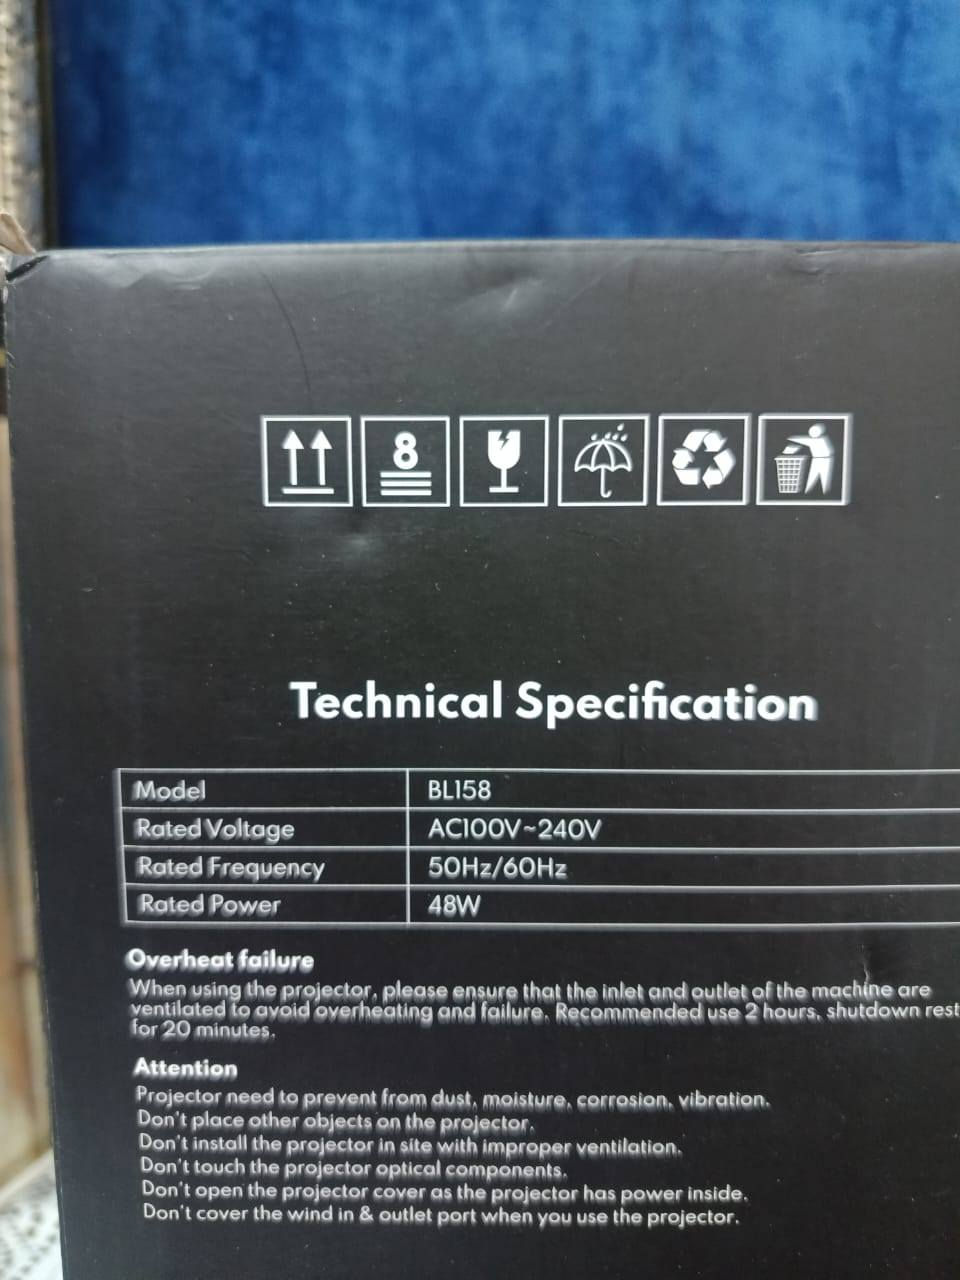 8
Technical Specification
Model BL158
Rated Voltage AC100V~240V
Rated Frequency 50Hz/60Hz
Rated Power 48W
Overheat failure
When using the projector, please ensure that the inlet and outlet of the machine are
ventilated to avoid overheating and failure. Recommended use 2 hours, shutdown rest
for 20 minutes.
Attention
Projector need to prevent from dust, moisture, corrosion, vibration.
Don't place other objects on the projector.
Don't install the projector in site with improper ventilation.
Don't touch the projector optical components.
Don't open the projector cover as the projector has power inside.
Don't cover the wind in & outlet port when you use the projector.